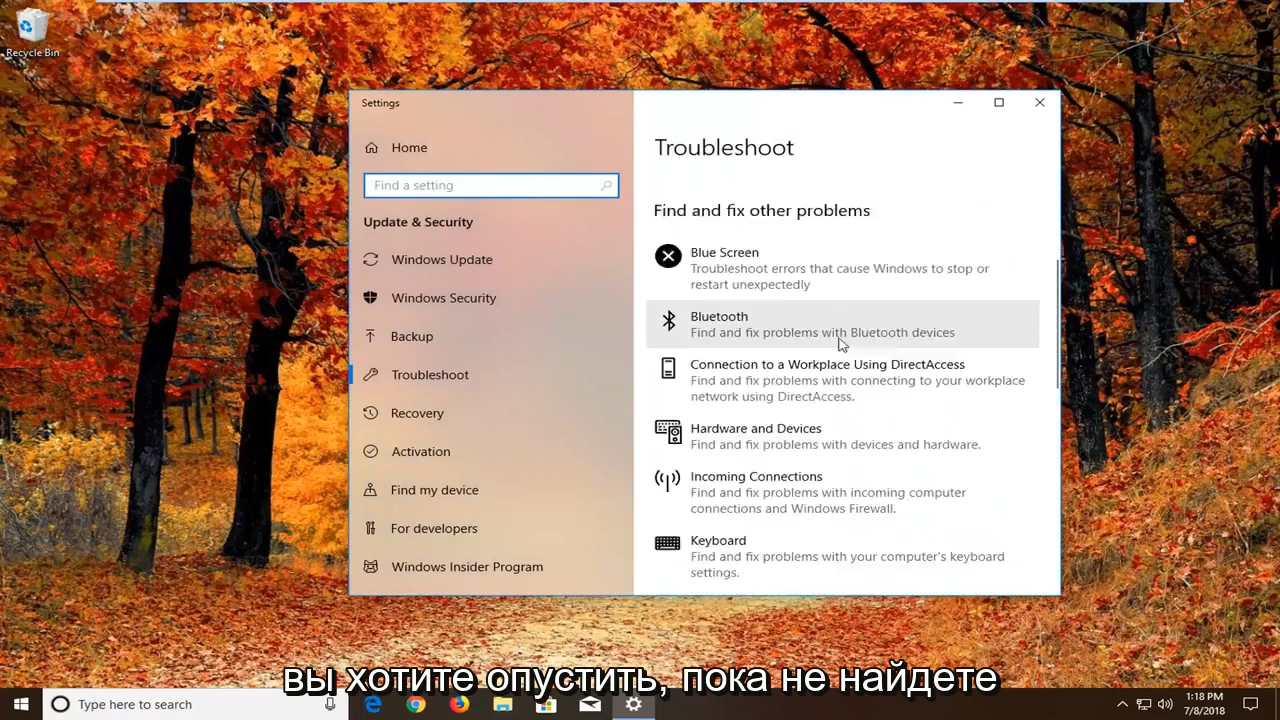 Recycle Bin
Settings
Home
Find a setting
Update & Security
Windows Update
Windows Security
Backup
Troubleshoot
Recovery
Activation
Find my device
For developers
Windows Insider Program
Troubleshoot
Find and fix other problems
Blue Screen
Troubleshoot errors that cause Windows to stop or
restart unexpectedly
Bluetooth
Find and fix problems with Bluetooth devices
Connection to a Workplace Using DirectAccess
Find and fix problems with connecting to your workplace
network using DirectAccess.
Hardware and Devices
Find and fix problems with devices and hardware.
Incoming Connections
Find and fix problems with incoming computer
connections and Windows Firewall.
Keyboard
Find and fix problems with your computer's keyboard
settings.
вы хотите опустить, пока не найдете
Type here to search
1:18 PM
7/8/2018